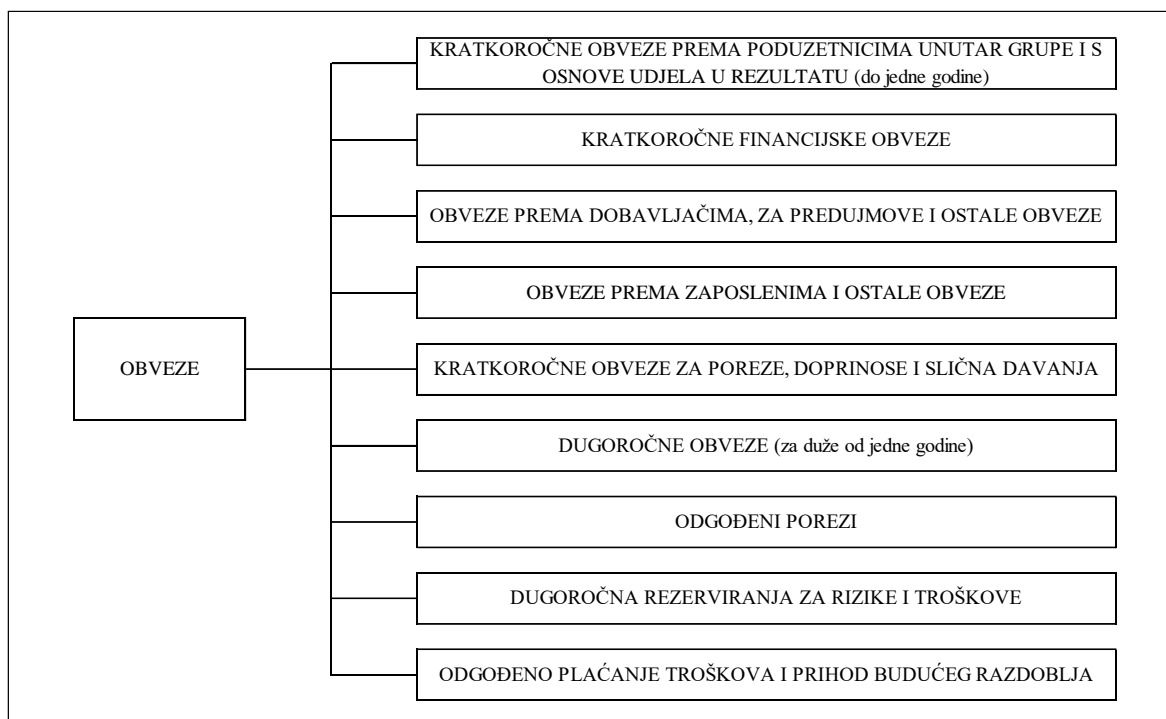 KRATKOROČNE OBVEZE PREMA PODUZETNICIMA UNUTAR GRUPE I S
OSNOVE UDJELA U REZULTATU (do jedne godine)
KRATKOROČNE FINANCIJSKE OBVEZE
OBVEZE PREMA DOBAVLJAČIMA, ZA PREDUJMOVE I OSTALE OBVEZE
OBVEZE PREMA ZAPOSLENIMA I OSTALE OBVEZE
OBVEZE
KRATKOROČNE OBVEZE ZA POREZE, DOPRINOSE I SLIČNA DAVANJA
DUGOROČNE OBVEZE (za duže od jedne godine)
ODGOĐENI POREZI
DUGOROČNA REZERVIRANJA ZA RIZIKE I TROŠKOVE
ODGOĐENO PLAĆANJE TROŠKOVA I PRIHOD BUDUĆEG RAZDOBLJA